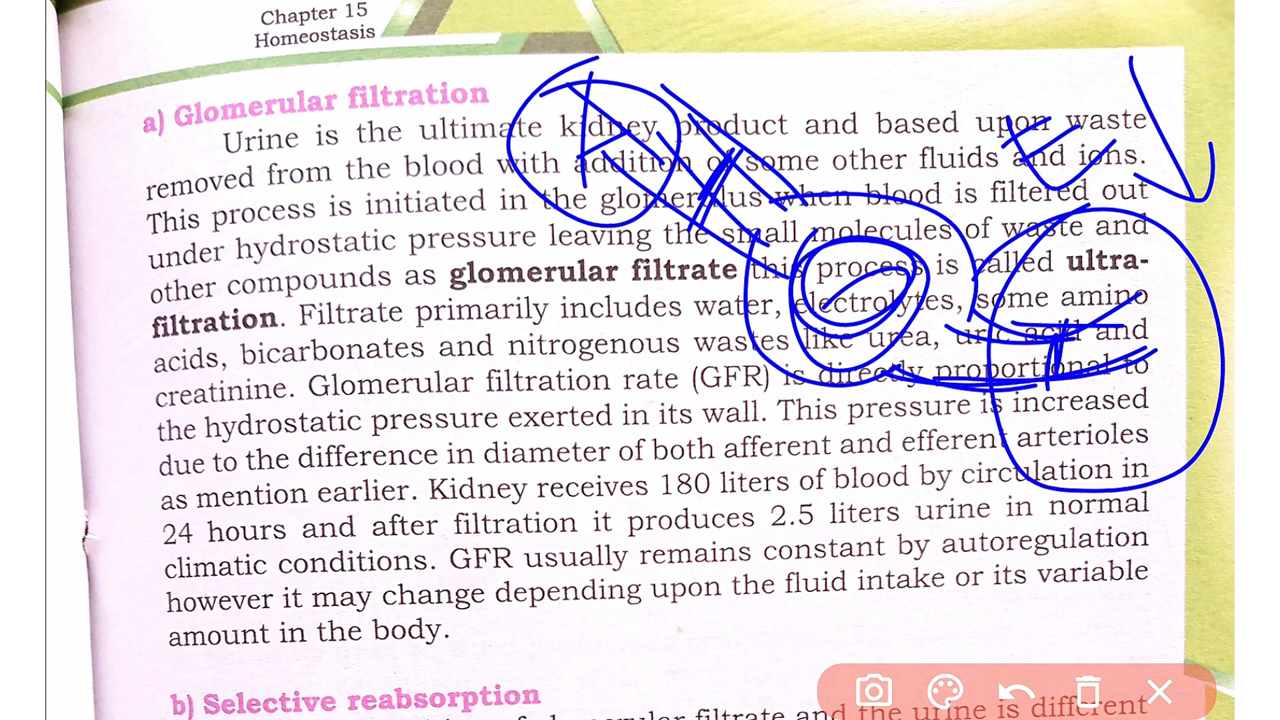 Chapter 15
Homeostasis
a) Glomerular filtration
Urine is the ultimate kidney product and based upon waste
removed from the blood with addition of some other fluids and ions.
This process is initiated in the glomerulus when blood is filtered out
under hydrostatic pressure leaving the small molecules of waste and
other compounds as glomerular filtrate this process is called ultra-
filtration. Filtrate primarily includes water, electrolytes, some amino
acids, bicarbonates and nitrogenous wastes like urea, uric acid and
creatinine. Glomerular filtration rate (GFR) is directly proportional to
the hydrostatic pressure exerted in its wall. This pressure is increased
due to the difference in diameter of both afferent and efferent arterioles
as mention earlier. Kidney receives 180 liters of blood by circulation in
24 hours and after filtration it produces 2.5 liters urine in normal
climatic conditions. GFR usually remains constant by autoregulation
however it may change depending upon the fluid intake or its variable
amount in the body.
b) Selective reabsorption
filtrate and the urine is different